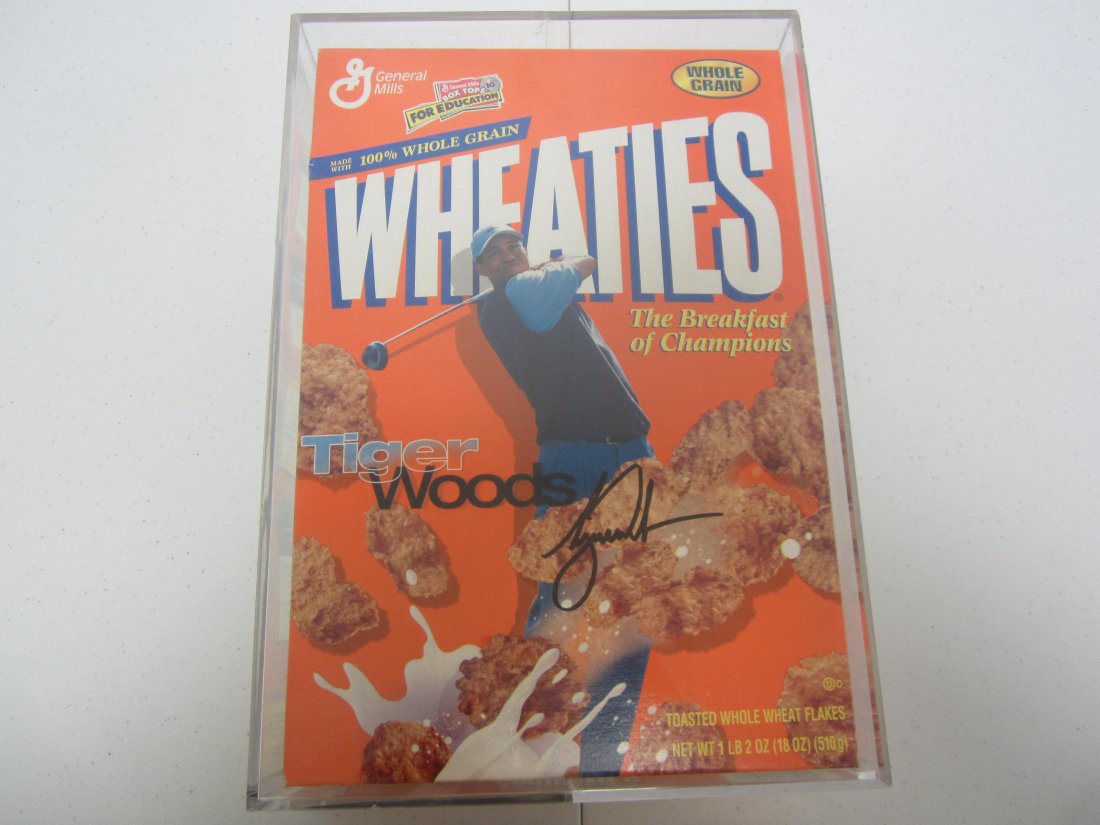 General
Mills
General Mills
BOX TOPS
FOR EDUCATION
WHOLE
GRAIN
MADE
WITH 100% WHOLE GRAIN
WHEATIES
®
The Breakfast
of Champions
Tiger
Woods
D
TOASTED WHOLE WHEAT FLAKES
NET WT 1 LB 2 OZ (18 OZ) (510g)